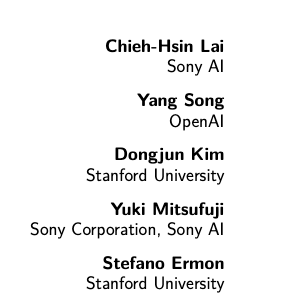 Chieh-Hsin Lai
Sony AI
Yang Song
OpenAI
Dongjun Kim
Stanford University
Yuki Mitsufuji
Sony Corporation, Sony AI
Stefano Ermon
Stanford University